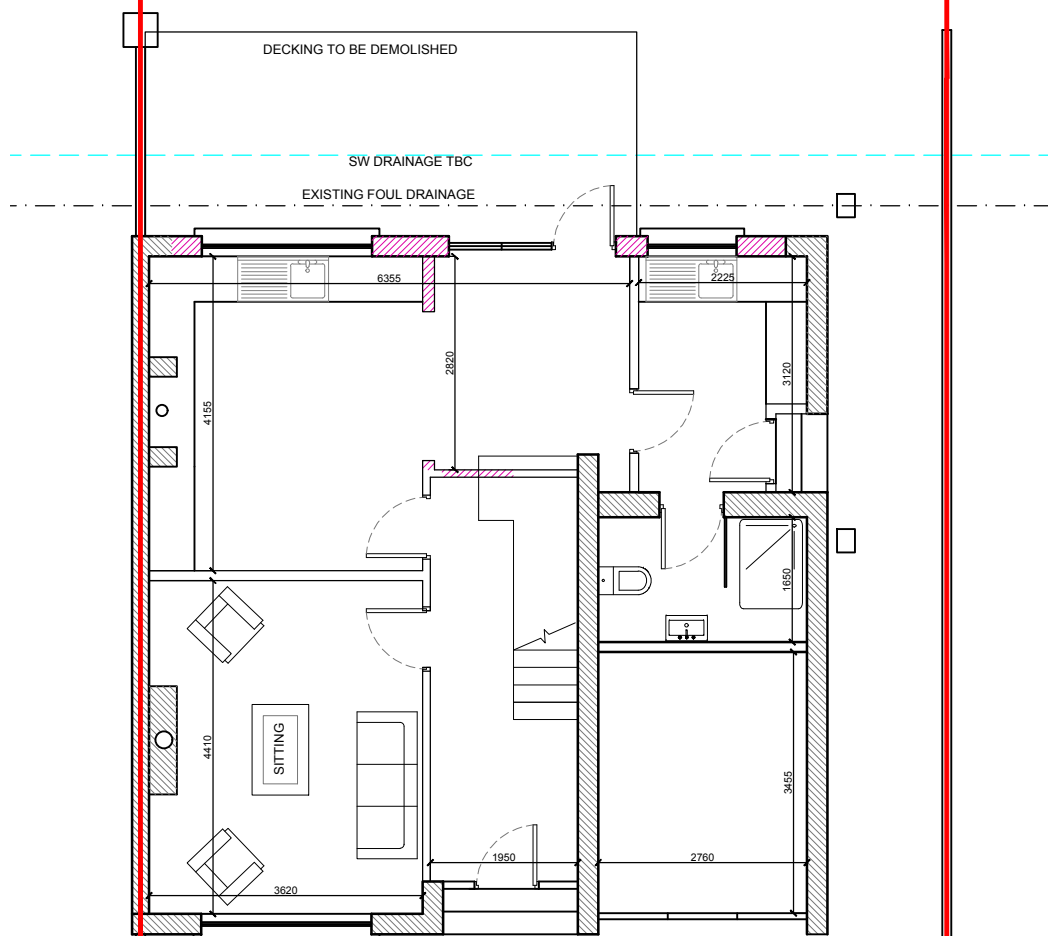 DECKING TO BE DEMOLISHED
SW DRAINAGE TBC
EXISTING FOUL DRAINAGE
6355
2225
2820
3120
4155
1650
SITTING
4410
3455
1950
2760
3620